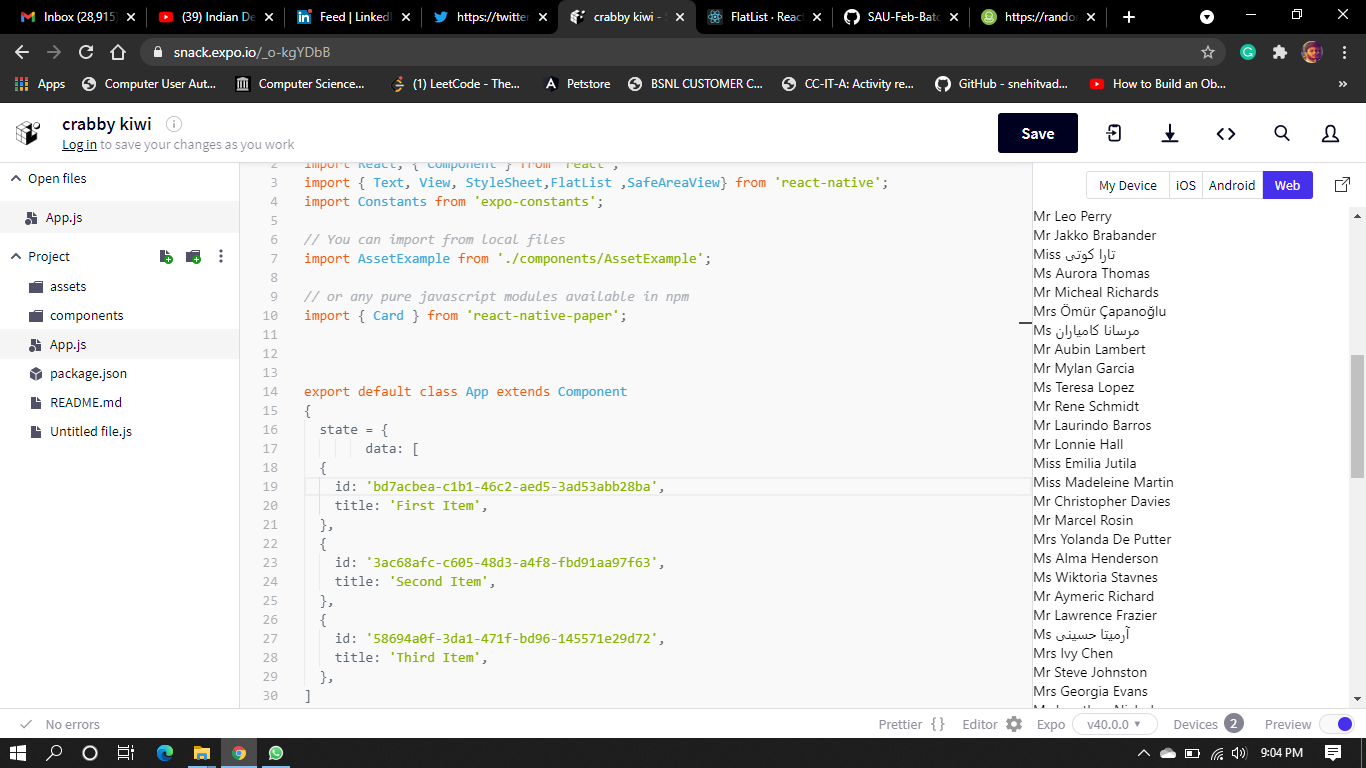 Inbox (28,915)
(39) Indian De
Feed | LinkedI
https://twitter
crabby kiwi - S
FlatList · Reac
SAU-Feb-Batc
https://rando
snack.expo.io/_o-kgYDbB
Apps
Computer User Aut...
Computer Science...
(1) LeetCode - The...
Petstore
BSNL CUSTOMER C...
CC-IT-A: Activity re...
GitHub - snehitvad...
How to Build an Ob...
crabby kiwi
Log in to save your changes as you work
Save
Open files
App.js
Project
assets
components
App.js
package.json
README.md
Untitled file.js
2 import React, { Component } from 'react';
3 import { Text, View, StyleSheet,FlatList ,SafeAreaView} from 'react-native';
4 import Constants from 'expo-constants';
5
6 // You can import from local files
7 import AssetExample from './components/AssetExample';
8
9 // or any pure javascript modules available in npm
10 import { Card } from 'react-native-paper';
11
12
13
14 export default class App extends Component
15 {
16 state = {
17 data: [
18 {
19 id: 'bd7acbea-c1b1-46c2-aed5-3ad53abb28ba',
20 title: 'First Item',
21 },
22 {
23 id: '3ac68afc-c605-48d3-a4f8-fbd91aa97f63',
24 title: 'Second Item',
25 },
26 {
27 id: '58694a0f-3da1-471f-bd96-145571e29d72',
28 title: 'Third Item',
29 },
30 ]
My Device
iOS
Android
Web
Mr Leo Perry
Mr Jakko Brabander
Miss تارا کوتی
Ms Aurora Thomas
Mr Micheal Richards
Mrs Ömür Çapanoğlu
Ms مرسانا کامیاران
Mr Aubin Lambert
Mr Mylan Garcia
Ms Teresa Lopez
Mr Rene Schmidt
Mr Laurindo Barros
Mr Lonnie Hall
Miss Emilia Jutila
Miss Madeleine Martin
Mr Christopher Davies
Mr Marcel Rosin
Mrs Yolanda De Putter
Ms Alma Henderson
Ms Wiktoria Stavnes
Mr Aymeric Richard
Mr Lawrence Frazier
Ms آرمیتا حسینی
Mrs Ivy Chen
Mr Steve Johnston
Mrs Georgia Evans
No errors
Prettier {}
Editor
Expo
v40.0.0
Devices 2
Preview
9:04 PM